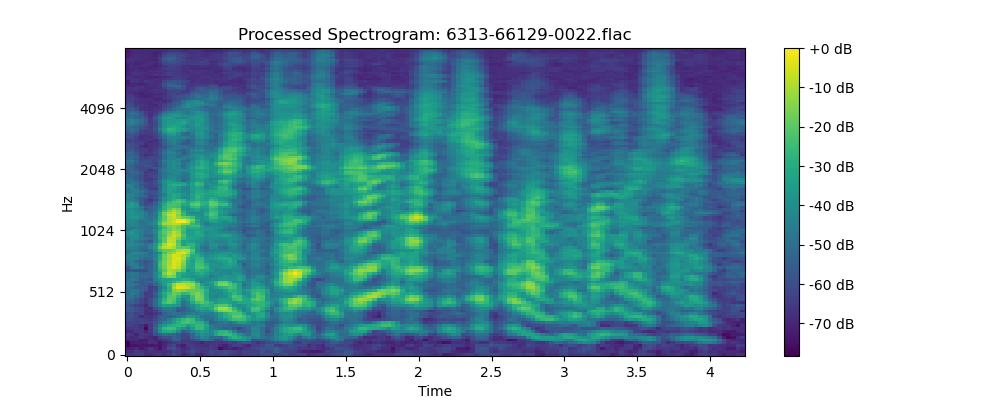 Processed Spectrogram: 6313-66129-0022.flac
+0 dB
4096
-10 dB
-20 dB
2048
-30 dB
Hz
-40 dB
1024
-50 dB
512
-60 dB
-70 dB
0
0 0.5 1 1.5 2 2.5 3 3.5 4
Time